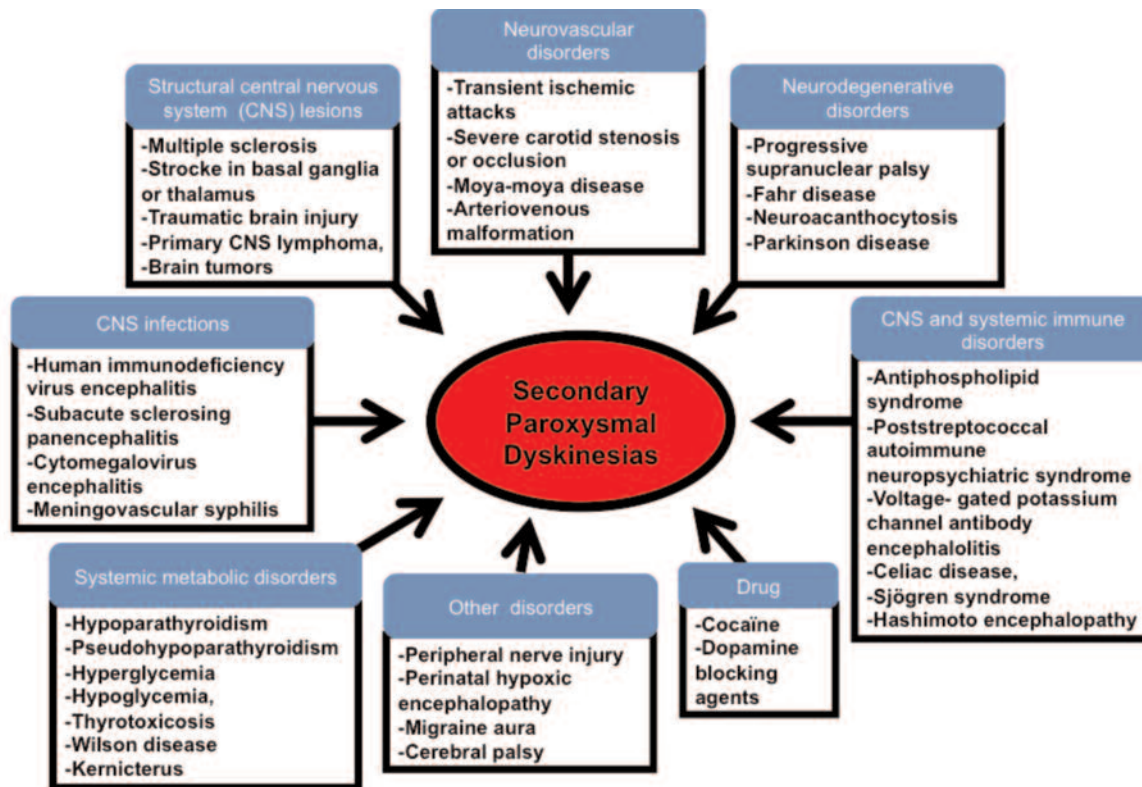 Neurovascular
disorders
-Transient ischemic
attacks
-Severe carotid stenosis
or occlusion
-Moya-moya disease
-Arteriovenous
malformation
Structural central nervous
system (CNS) lesions
-Multiple sclerosis
-Strocke in basal ganglia
or thalamus
-Traumatic brain injury
-Primary CNS lymphoma,
-Brain tumors
Neurodegenerative
disorders
-Progressive
supranuclear palsy
-Fahr disease
-Neuroacanthocytosis
-Parkinson disease
CNS infections
-Human immunodeficiency
virus encephalitis
-Subacute sclerosing
panencephalitis
-Cytomegalovirus
encephalitis
-Meningovascular syphilis
Secondary
Paroxysmal
Dyskinesias
CNS and systemic immune
disorders
-Antiphospholipid
syndrome
-Poststreptococcal
autoimmune
neuropsychiatric syndrome
-Voltage- gated potassium
channel antibody
encephalolitis
-Celiac disease,
-Sjögren syndrome
-Hashimoto encephalopathy
Systemic metabolic disorders
-Hypoparathyroidism
-Pseudohypoparathyroidism
-Hyperglycemia
-Hypoglycemia,
-Thyrotoxicosis
-Wilson disease
-Kernicterus
Other disorders
-Peripheral nerve injury
-Perinatal hypoxic
encephalopathy
-Migraine aura
-Cerebral palsy
Drug
-Cocaïne
-Dopamine
blocking
agents